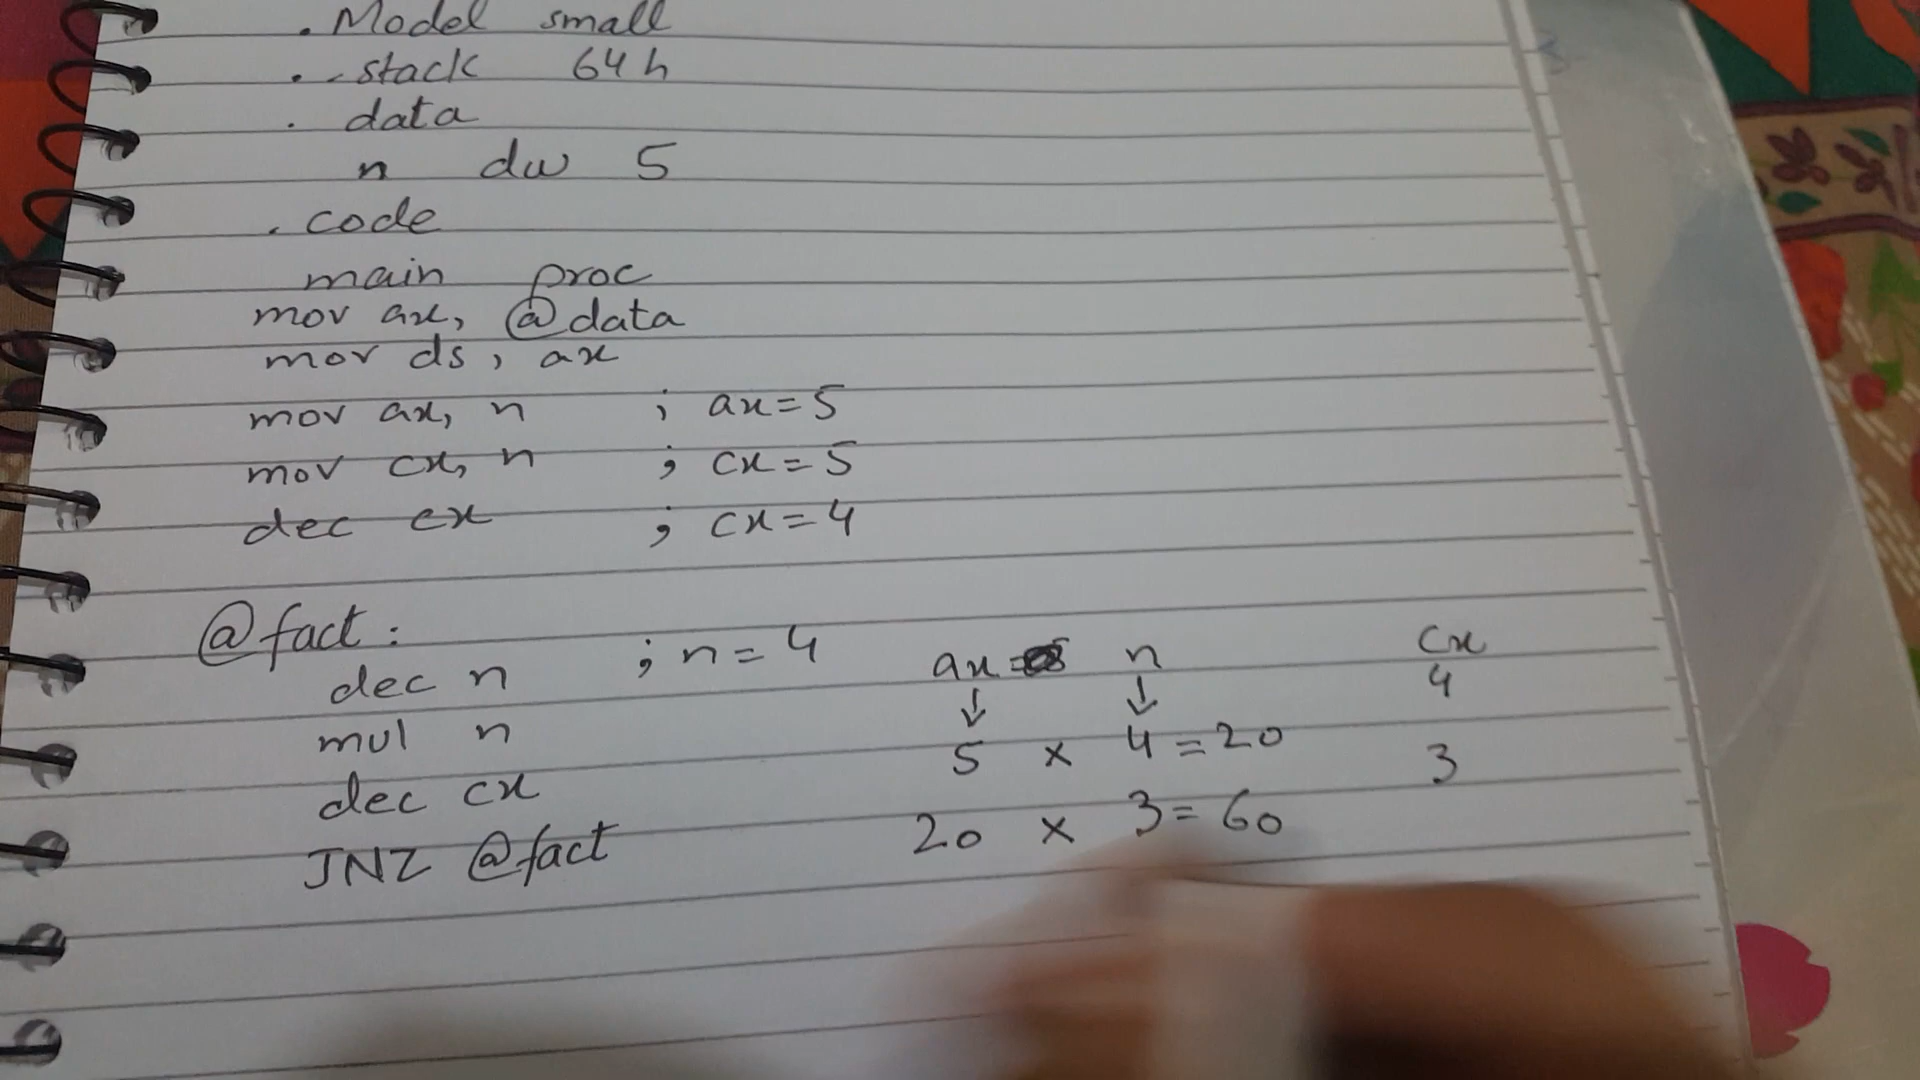 . Model small
. stack 64h
. data
n dw 5
. code
main proc
mov ax, @data
mov ds, ax
mov ax, n ; ax=5
mov cx, n ; cx=5
dec cx ; cx=4
@fact:
dec n ; n=4
mul n
dec cx
JNZ @fact
ax= n cx
↓ ↓ 4
5 x 4=20 3
20 x 3=60